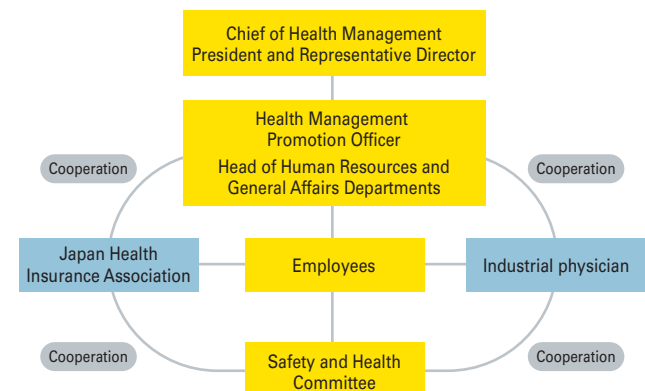 Chief of Health Management
President and Representative Director
Health Management
Promotion Officer
Head of Human Resources and
General Affairs Departments
Cooperation
Cooperation
Japan Health
Insurance Association
Employees
Industrial physician
Cooperation
Cooperation
Safety and Health
Committee